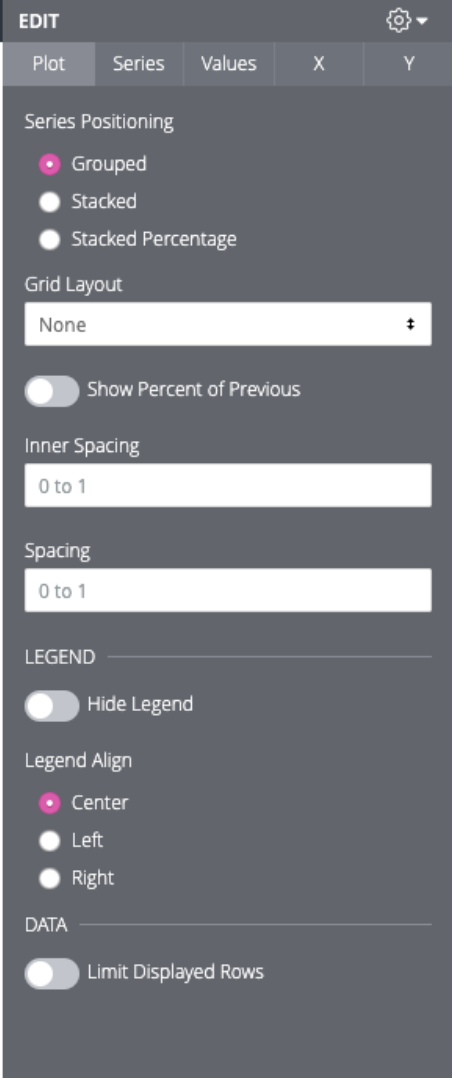 EDIT
Plot Series Values X Y
Series Positioning
Grouped
Stacked
Stacked Percentage
Grid Layout
None
Show Percent of Previous
Inner Spacing
0 to 1
Spacing
0 to 1
LEGEND
Hide Legend
Legend Align
Center
Left
Right
DATA
Limit Displayed Rows